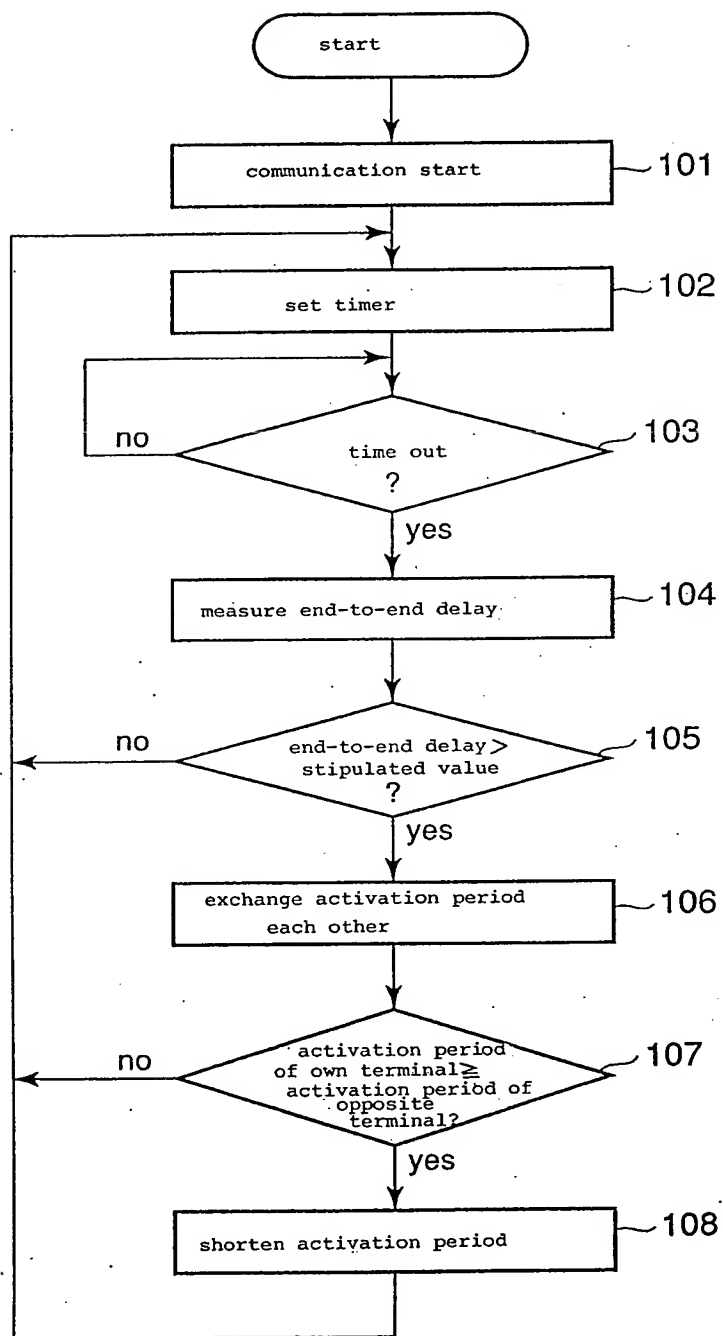 start
communication start
101
set timer
102
no
time out
?
103
yes
measure end-to-end delay
104
no
end-to-end delay>
stipulated value
?
105
yes
exchange activation period
each other
106
no
activation period
of own terminal≧
activation period of
opposite
terminal?
107
yes
shorten activation period
108